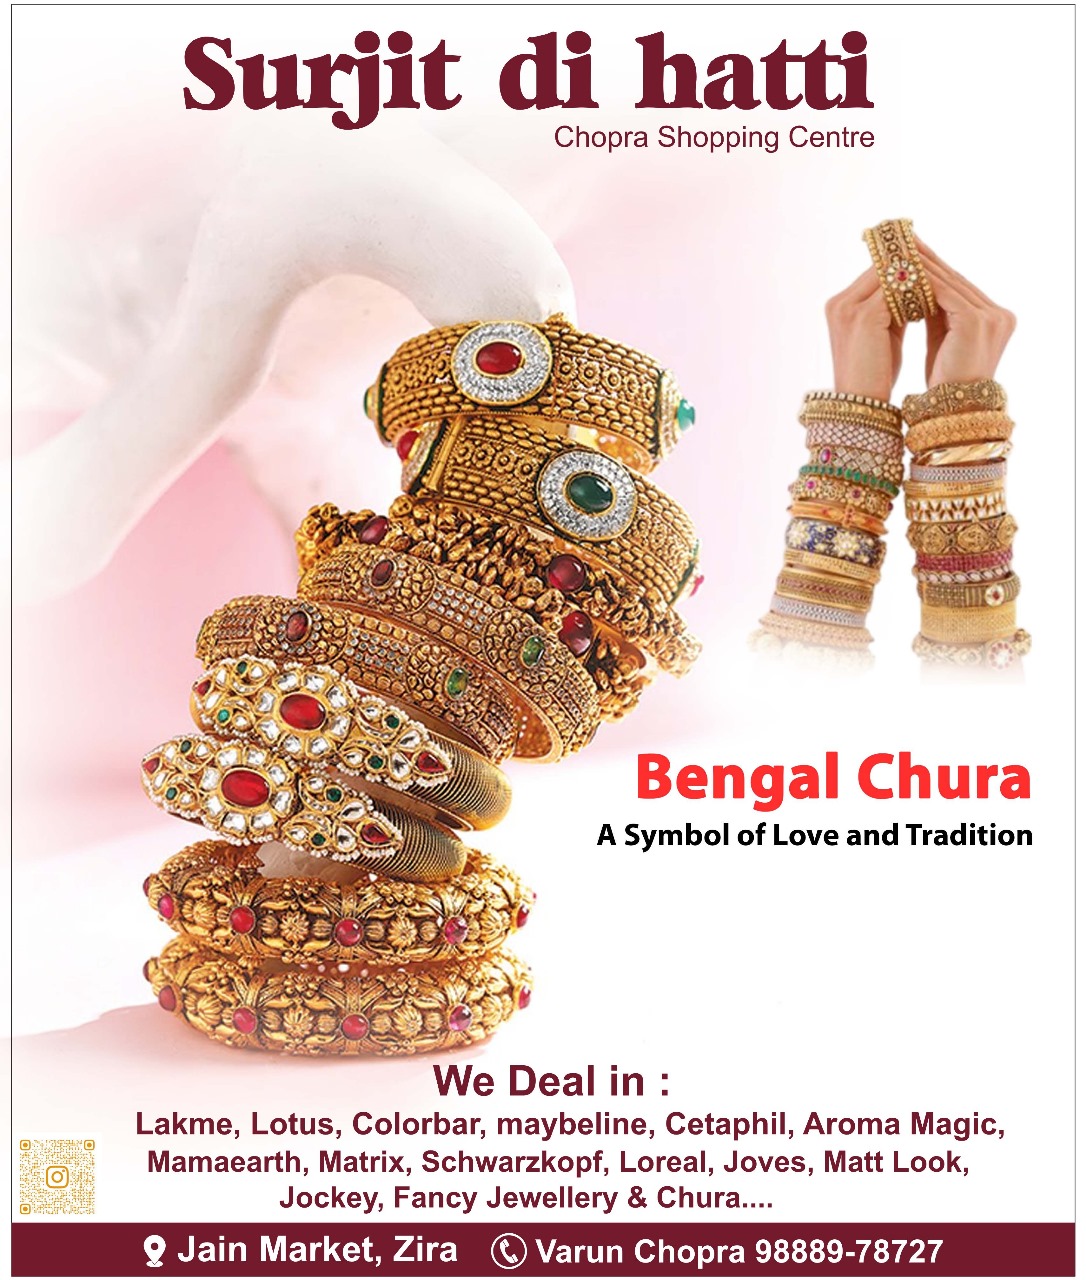 Surjit di hatti
Chopra Shopping Centre
Bengal Chura
A Symbol of Love and Tradition
We Deal in :
Lakme, Lotus, Colorbar, maybeline, Cetaphil, Aroma Magic,
Mamaearth, Matrix, Schwarzkopf, Loreal, Joves, Matt Look,
Jockey, Fancy Jewellery & Chura....
Jain Market, Zira
Varun Chopra 98889-78727